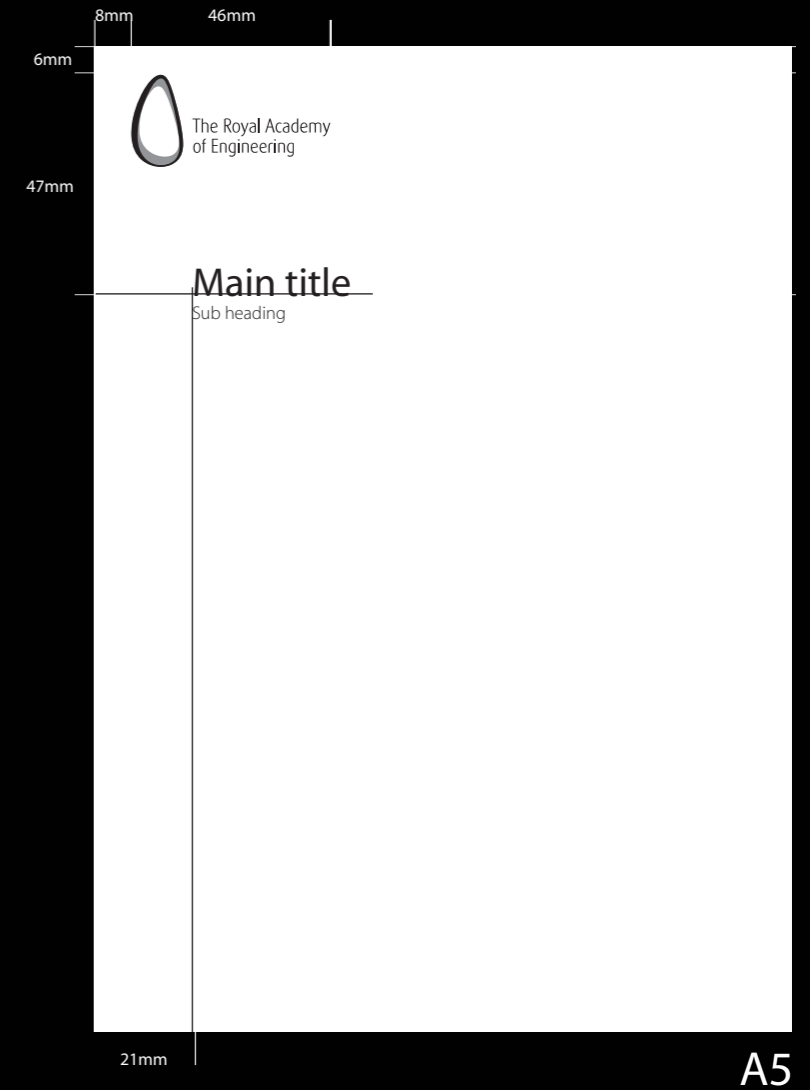 8mm 46mm
6mm
The Royal Academy
of Engineering
47mm
Main title
Sub heading
21mm
A5